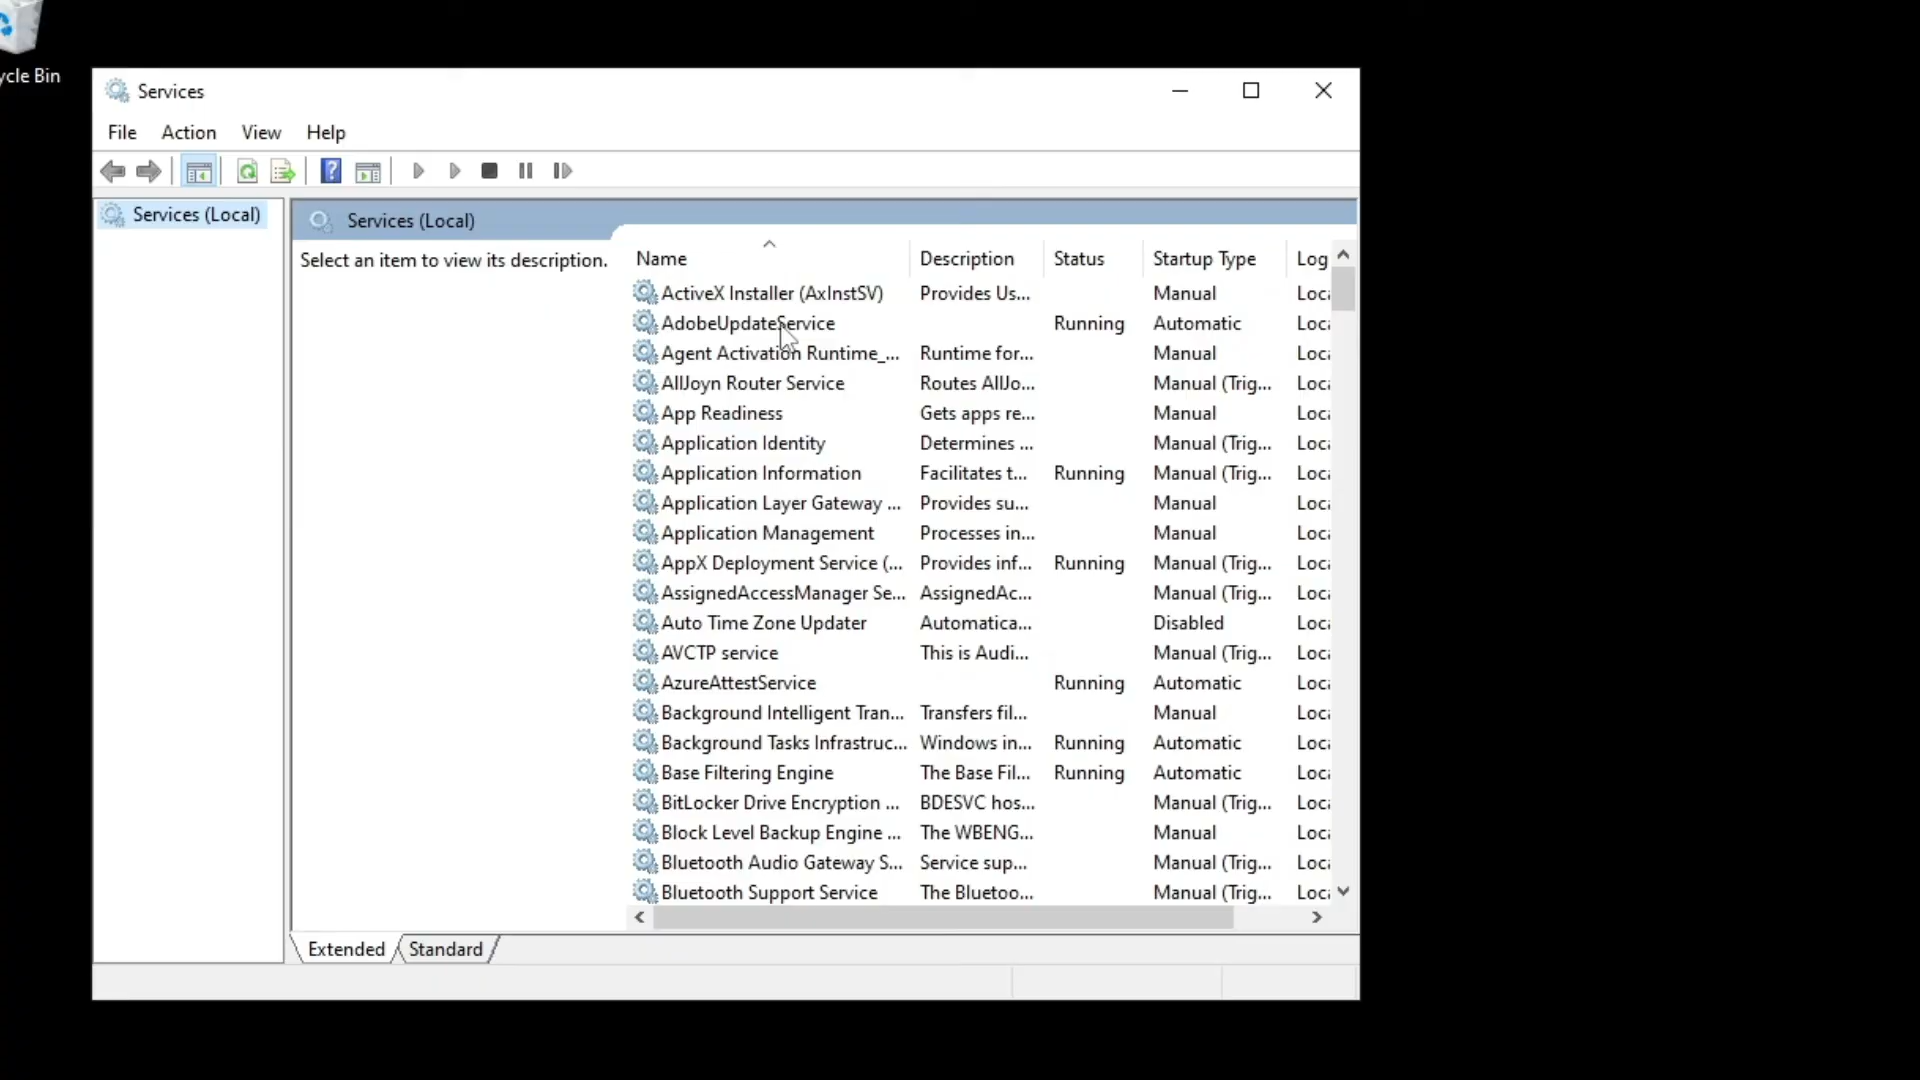 ycle Bin
Services
File Action View Help
Services (Local)
Services (Local)
Select an item to view its description.
Name Description Status Startup Type Log
ActiveX Installer (AxInstSV) Provides Us... Manual Loc
AdobeUpdateService Running Automatic Loc
Agent Activation Runtime_... Runtime for... Manual Loc
AllJoyn Router Service Routes AllJo... Manual (Trig... Loc
App Readiness Gets apps re... Manual Loc
Application Identity Determines ... Manual (Trig... Loc
Application Information Facilitates t... Running Manual (Trig... Loc
Application Layer Gateway ... Provides su... Manual Loc
Application Management Processes in... Manual Loc
AppX Deployment Service (... Provides inf... Running Manual (Trig... Loc
AssignedAccessManager Se... AssignedAc... Manual (Trig... Loc
Auto Time Zone Updater Automatica... Disabled Loc
AVCTP service This is Audi... Manual (Trig... Loc
AzureAttestService Running Automatic Loc
Background Intelligent Tran... Transfers fil... Manual Loc
Background Tasks Infrastruc... Windows in... Running Automatic Loc
Base Filtering Engine The Base Fil... Running Automatic Loc
BitLocker Drive Encryption ... BDESVC hos... Manual (Trig... Loc
Block Level Backup Engine ... The WBENG... Manual Loc
Bluetooth Audio Gateway S... Service sup... Manual (Trig... Loc
Bluetooth Support Service The Bluetoo... Manual (Trig... Loc
Extended Standard